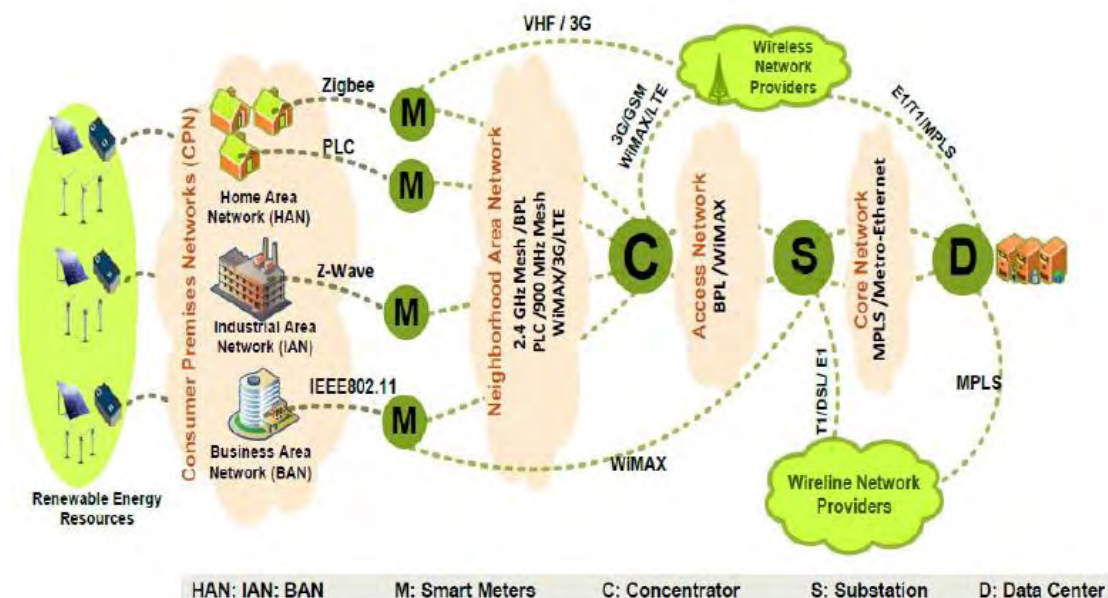 VHF / 3G
Wireless
Network
Providers
Zigbee
M
3G/GSM
WiMAX/LTE
E1/T1/MPLS
Consumer Premises Networks (CPN)
PLC
M
Home Area
Network (HAN)
Neighborhood Area Network
2.4 GHz Mesh /BPL
PLC /900 MHz Mesh
WiMAX/3G/LTE
C
Access Network
BPL /WiMAX
S
Core Network
MPLS /Metro-Ethernet
D
Z-Wave
M
Industrial Area
Network (IAN)
IEEE802.11
M
Business Area
Network (BAN)
WiMAX
T1/DSL/ E1
MPLS
Wireline Network
Providers
Renewable Energy
Resources
HAN: IAN: BAN M: Smart Meters C: Concentrator S: Substation D: Data Center